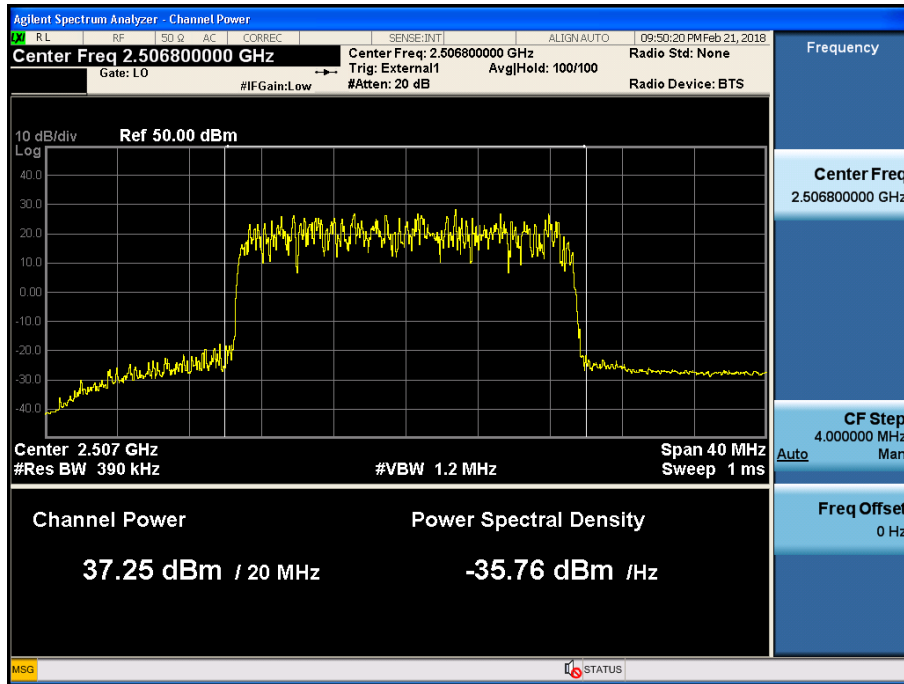 Agilent Spectrum Analyzer - Channel Power
LXI RL RF 50 Ω AC CORREC SENSE:INT ALIGN AUTO 09:50:20 PM Feb 21, 2018
Center Freq 2.506800000 GHz
Gate: LO
#IFGain:Low
Center Freq: 2.506800000 GHz
Trig: External1 Avg|Hold: 100/100
#Atten: 20 dB
Radio Std: None
Radio Device: BTS
10 dB/div Ref 50.00 dBm
Log
40.0
30.0
20.0
10.0
0.00
-10.0
-20.0
-30.0
-40.0
Center 2.507 GHz Span 40 MHz
#Res BW 390 kHz #VBW 1.2 MHz Sweep 1 ms
Channel Power Power Spectral Density
37.25 dBm / 20 MHz -35.76 dBm /Hz
Frequency
Center Freq
2.506800000 GHz
CF Step
4.000000 MHz
Auto Man
Freq Offset
0 Hz
MSG STATUS